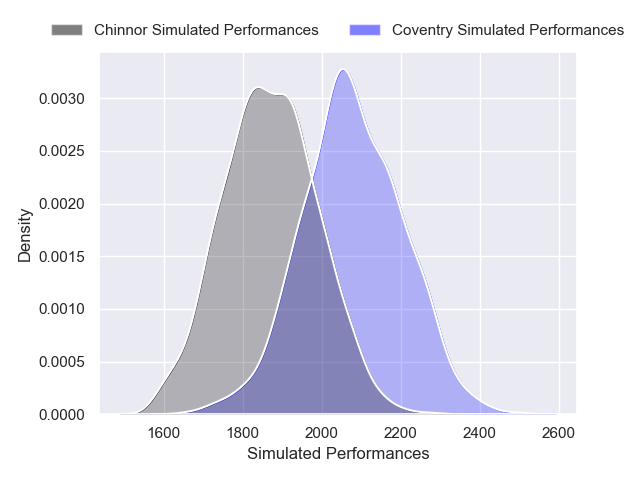 Chinnor Simulated Performances Coventry Simulated Performances
0.0030
0.0025
0.0020
0.0015
0.0010
0.0005
0.0000
Density
1600 1800 2000 2200 2400 2600
Simulated Performances